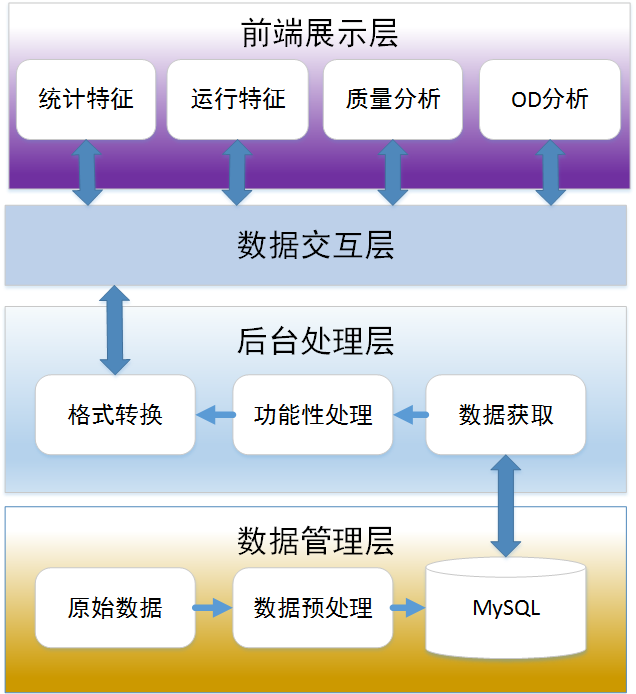 前端展示层
统计特征
运行特征
质量分析
OD分析
数据交互层
后台处理层
格式转换
功能性处理
数据获取
数据管理层
原始数据
数据预处理
MySQL